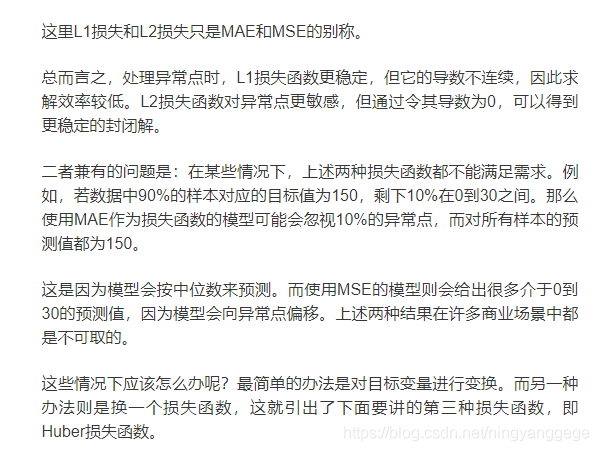 这里L1损失和L2损失只是MAE和MSE的别称。
总而言之，处理异常点时，L1损失函数更稳定，但它的导数不连续，因此求
解效率较低。L2损失函数对异常点更敏感，但通过令其导数为0，可以得到
更稳定的封闭解。
二者兼有的问题是：在某些情况下，上述两种损失函数都不能满足需求。例
如，若数据中90%的样本对应的目标值为150，剩下10%在0到30之间。那么
使用MAE作为损失函数的模型可能会忽视10%的异常点，而对所有样本的预
测值都为150。
这是因为模型会按中位数来预测。而使用MSE的模型则会给出很多介于0到
30的预测值，因为模型会向异常点偏移。上述两种结果在许多商业场景中都
是不可取的。
这些情况下应该怎么办呢？最简单的办法是对目标变量进行变换。而另一种
办法则是换一个损失函数，这就引出了下面要讲的第三种损失函数，即
Huber损失函数。
https://blog.csdn.net/ningyanggege